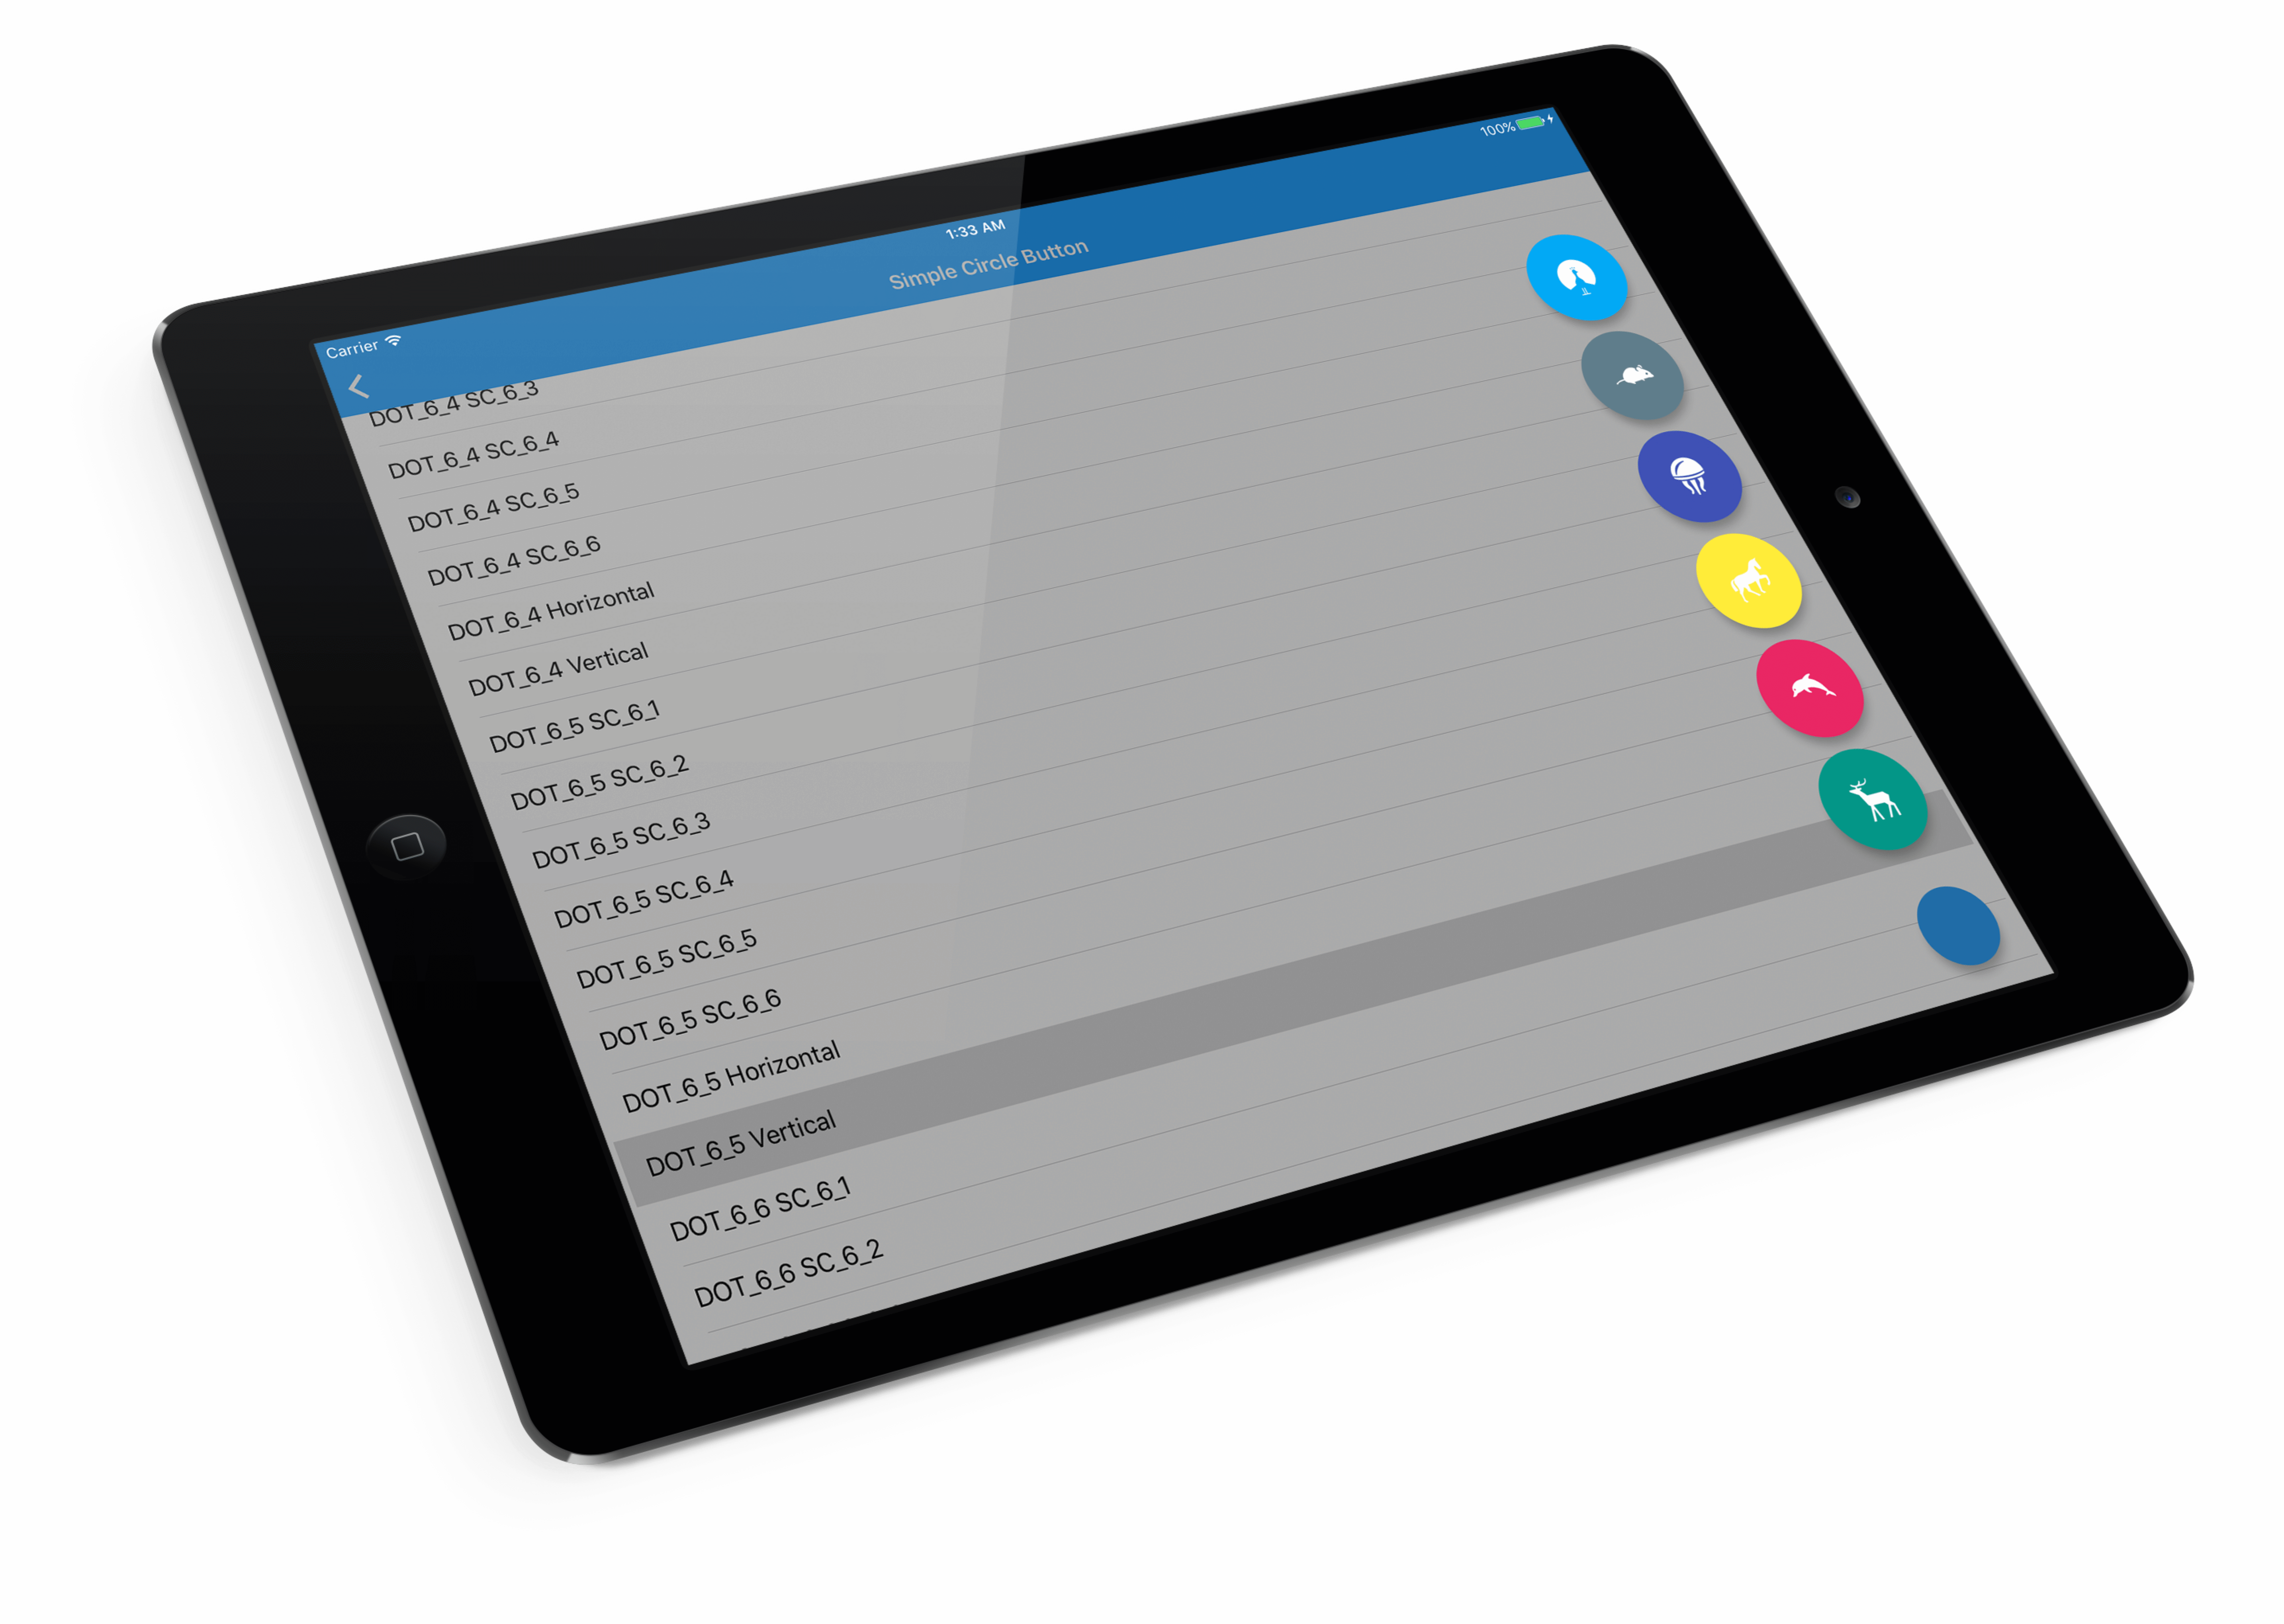 Carrier
1:33 AM
100%
Simple Circle Button
DOT_6_4 SC_6_3
DOT_6_4 SC_6_4
DOT_6_4 SC_6_5
DOT_6_4 SC_6_6
DOT_6_4 Horizontal
DOT_6_4 Vertical
DOT_6_5 SC_6_1
DOT_6_5 SC_6_2
DOT_6_5 SC_6_3
DOT_6_5 SC_6_4
DOT_6_5 SC_6_5
DOT_6_5 SC_6_6
DOT_6_5 Horizontal
DOT_6_5 Vertical
DOT_6_6 SC_6_1
DOT_6_6 SC_6_2